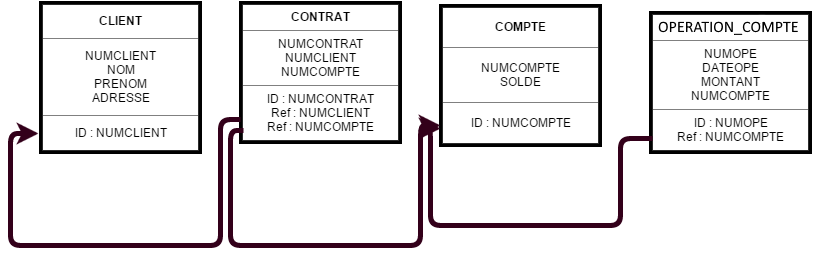 CLIENT
NUMCLIENT
NOM
PRENOM
ADRESSE
ID : NUMCLIENT
CONTRAT
NUMCONTRAT
NUMCLIENT
NUMCOMPTE
ID : NUMCONTRAT
Ref : NUMCLIENT
Ref : NUMCOMPTE
COMPTE
NUMCOMPTE
SOLDE
ID : NUMCOMPTE
OPERATION_COMPTE
NUMOPE
DATEOPE
MONTANT
NUMCOMPTE
ID : NUMOPE
Ref : NUMCOMPTE